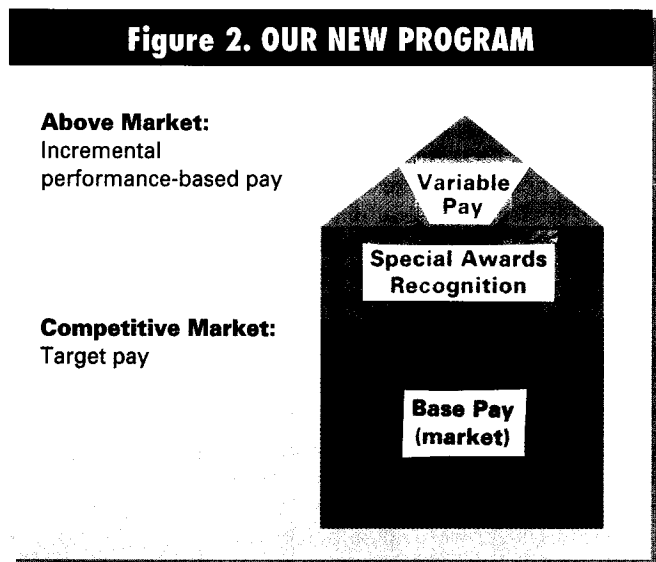 Figure 2. OUR NEW PROGRAM
Above Market:
Incremental
performance-based pay
Variable
Pay
Special Awards
Recognition
Competitive Market:
Target pay
Base Pay
(market)